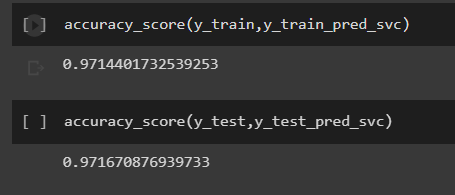 [ ] accuracy_score(y_train,y_train_pred_svc)
0.9714401732539253
[ ] accuracy_score(y_test,y_test_pred_svc)
0.971670876939733